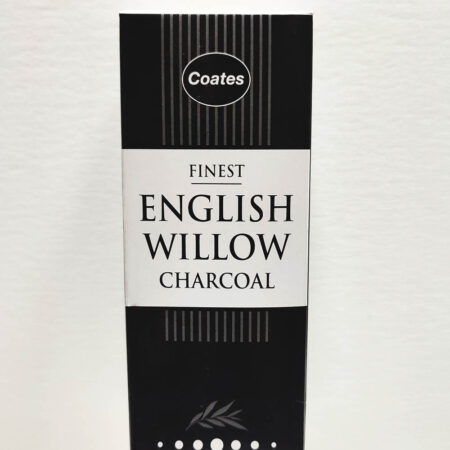 Coates
FINEST
ENGLISH
WILLOW
CHARCOAL